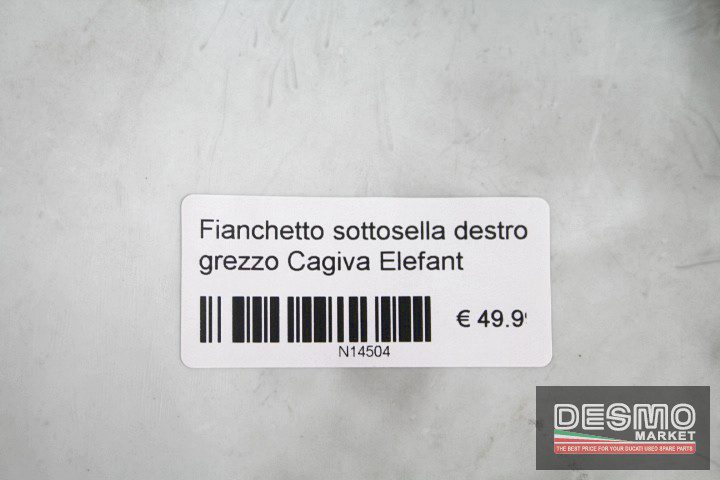 Fianchetto sottosella destro
grezzo Cagiva Elefant
€ 49.9
N14504
DESMO
MARKET
THE BEST PRICE FOR YOUR DUCATI USED SPARE PARTS